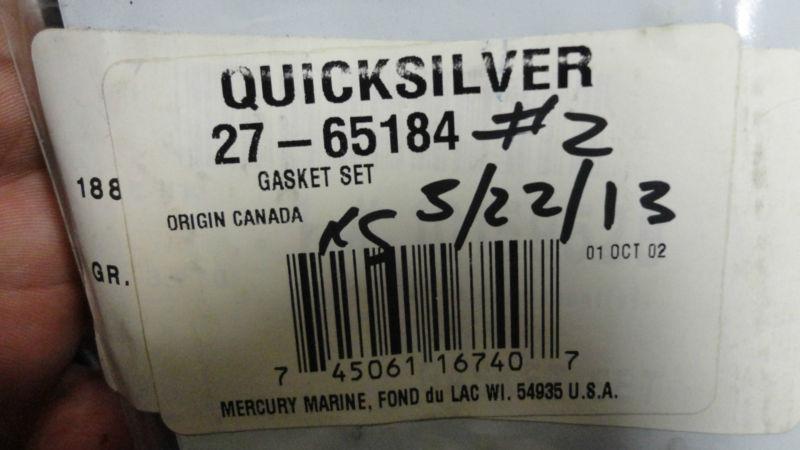 QUICKSILVER
27-65184 #2
GASKET SET
ORIGIN CANADA KS 5/22/13
01 OCT 02
188
GR.
7 45061 16740 7
MERCURY MARINE, FOND du LAC WI. 54935 U.S.A.